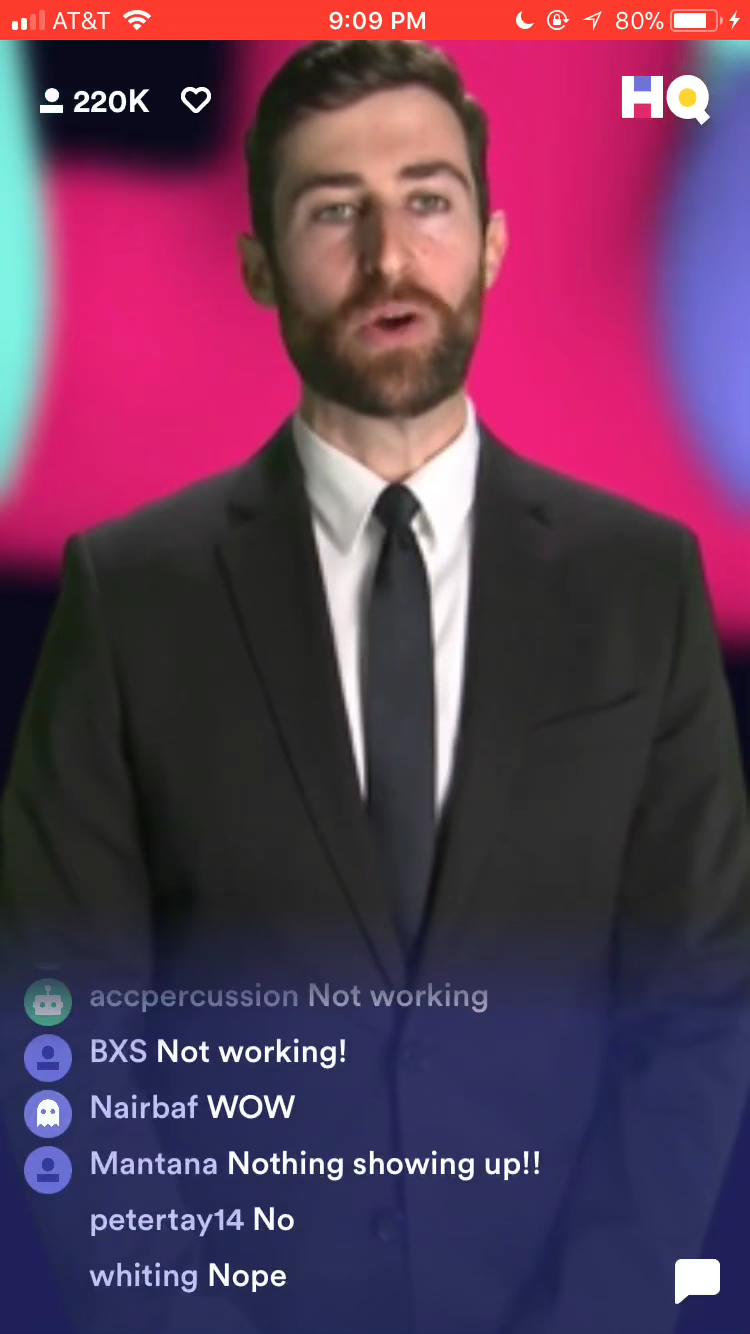 AT&T 9:09 PM 80%
220K HQ
accpercussion Not working
BXS Not working!
Nairbaf WOW
Mantana Nothing showing up!!
petertay14 No
whiting Nope